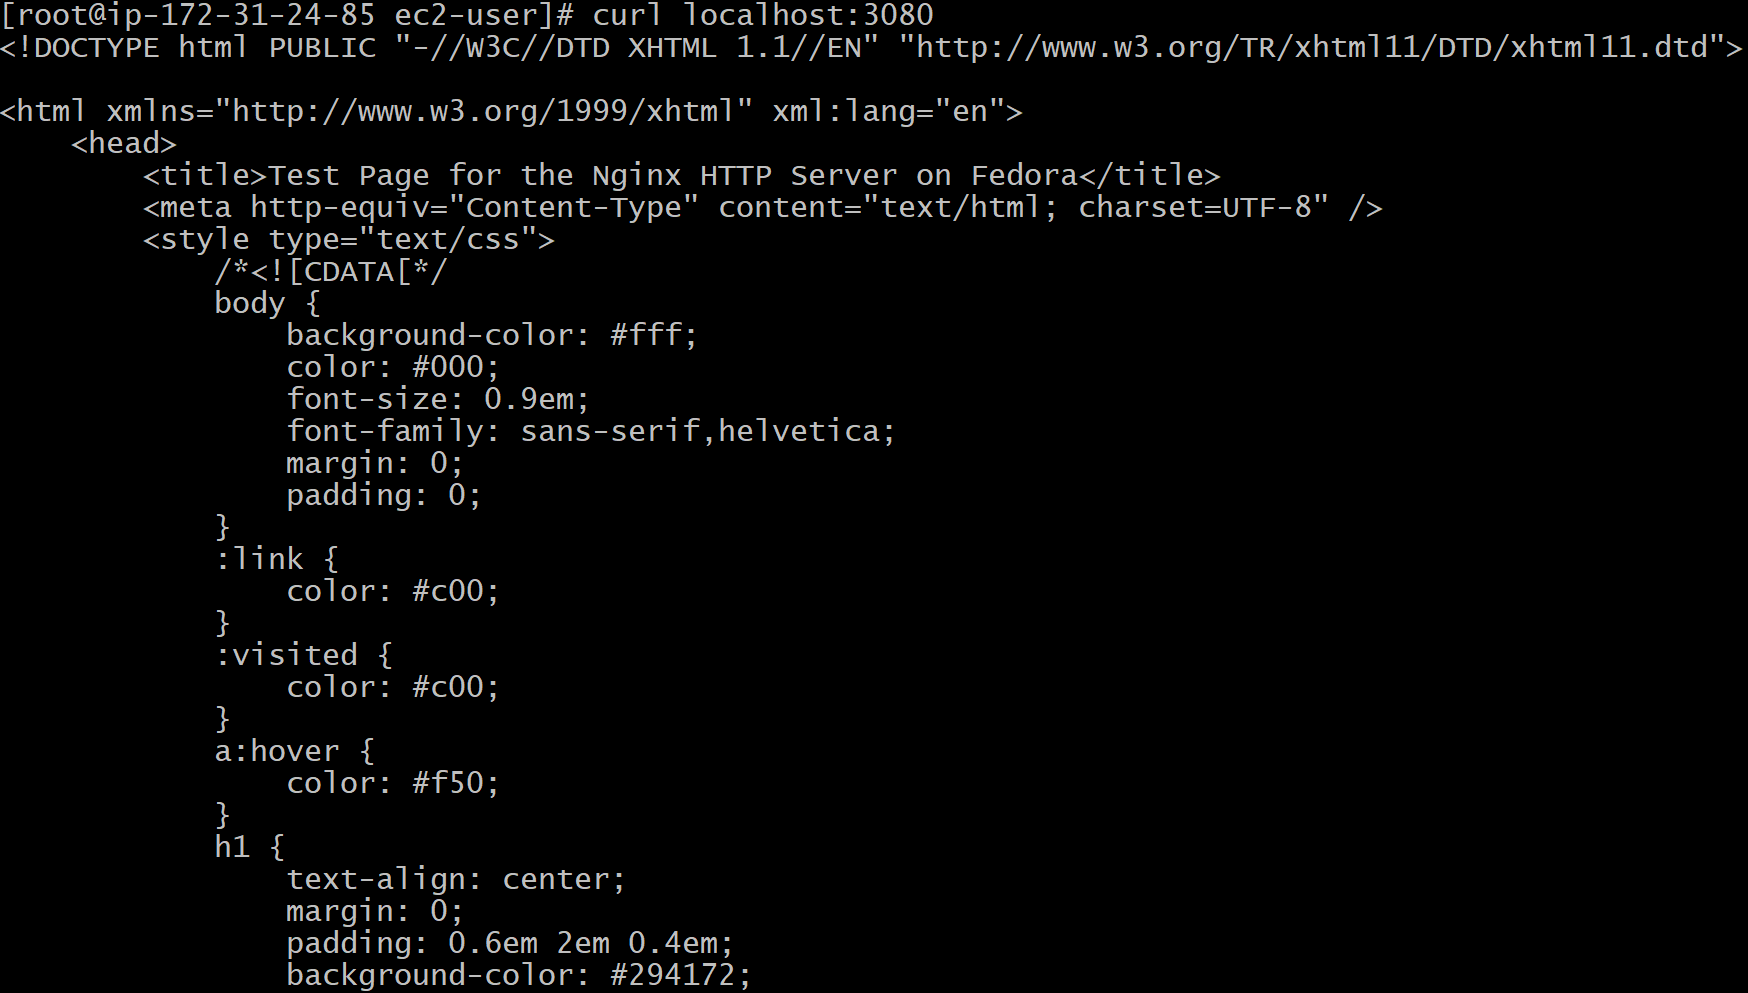 [root@ip-172-31-24-85 ec2-user]# curl localhost:3080
<!DOCTYPE html PUBLIC "-//W3C//DTD XHTML 1.1//EN" "http://www.w3.org/TR/xhtml11/DTD/xhtml11.dtd">

<html xmlns="http://www.w3.org/1999/xhtml" xml:lang="en">
    <head>
        <title>Test Page for the Nginx HTTP Server on Fedora</title>
        <meta http-equiv="Content-Type" content="text/html; charset=UTF-8" />
        <style type="text/css">
            /*<![CDATA[*/
            body {
                background-color: #fff;
                color: #000;
                font-size: 0.9em;
                font-family: sans-serif,helvetica;
                margin: 0;
                padding: 0;
            }
            :link {
                color: #c00;
            }
            :visited {
                color: #c00;
            }
            a:hover {
                color: #f50;
            }
            h1 {
                text-align: center;
                margin: 0;
                padding: 0.6em 2em 0.4em;
                background-color: #294172;